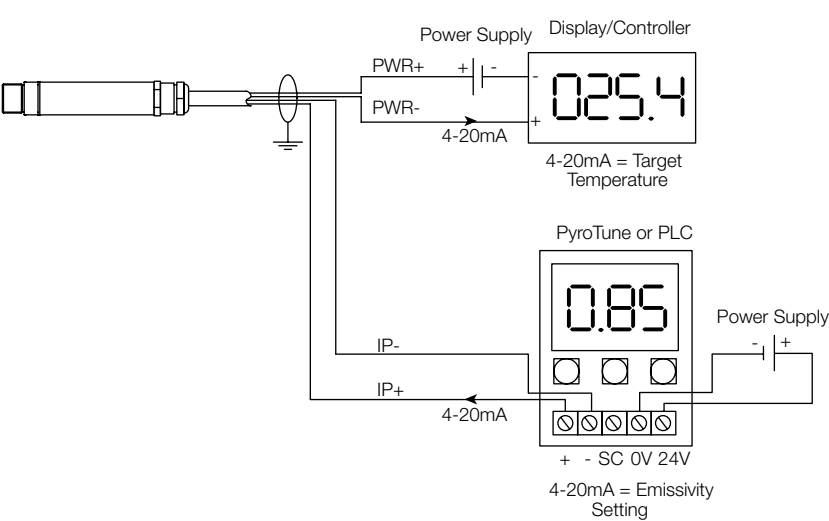 Power Supply
Display/Controller
PWR+
+ -
-
025.4
PWR-
+
4-20mA
4-20mA = Target
Temperature
PyroTune or PLC
0.85
Power Supply
- +
IP-
IP+
4-20mA
+ - SC 0V 24V
4-20mA = Emissivity
Setting